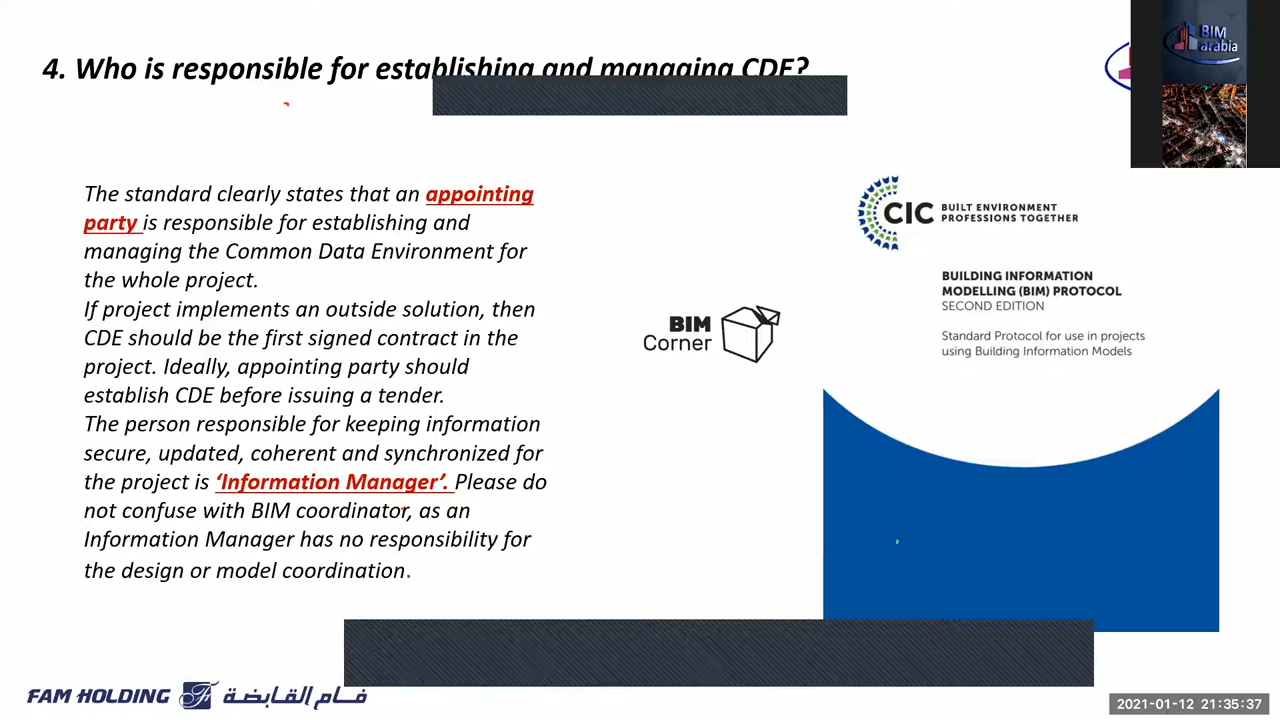 4. Who is responsible for establishing and managing CDE?
BIM
arabia
The standard clearly states that an appointing
party is responsible for establishing and
managing the Common Data Environment for
the whole project.
If project implements an outside solution, then
CDE should be the first signed contract in the
project. Ideally, appointing party should
establish CDE before issuing a tender.
The person responsible for keeping information
secure, updated, coherent and synchronized for
the project is ‘Information Manager’. Please do
not confuse with BIM coordinator, as an
Information Manager has no responsibility for
the design or model coordination.
BIM
Corner
CIC BUILT ENVIRONMENT
PROFESSIONS TOGETHER
BUILDING INFORMATION
MODELLING (BIM) PROTOCOL
SECOND EDITION
Standard Protocol for use in projects
using Building Information Models
FAM HOLDING فام القابضة
2021-01-12 21:35:37